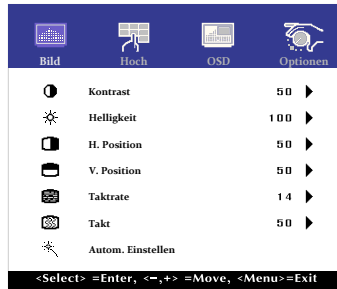 Bild Hoch OSD Optionen
Kontrast 50
Helligkeit 100
H. Position 50
V. Position 50
Taktrate 14
Takt 50
Autom. Einstellen
<Select> =Enter, <−,+> =Move, <Menu>=Exit